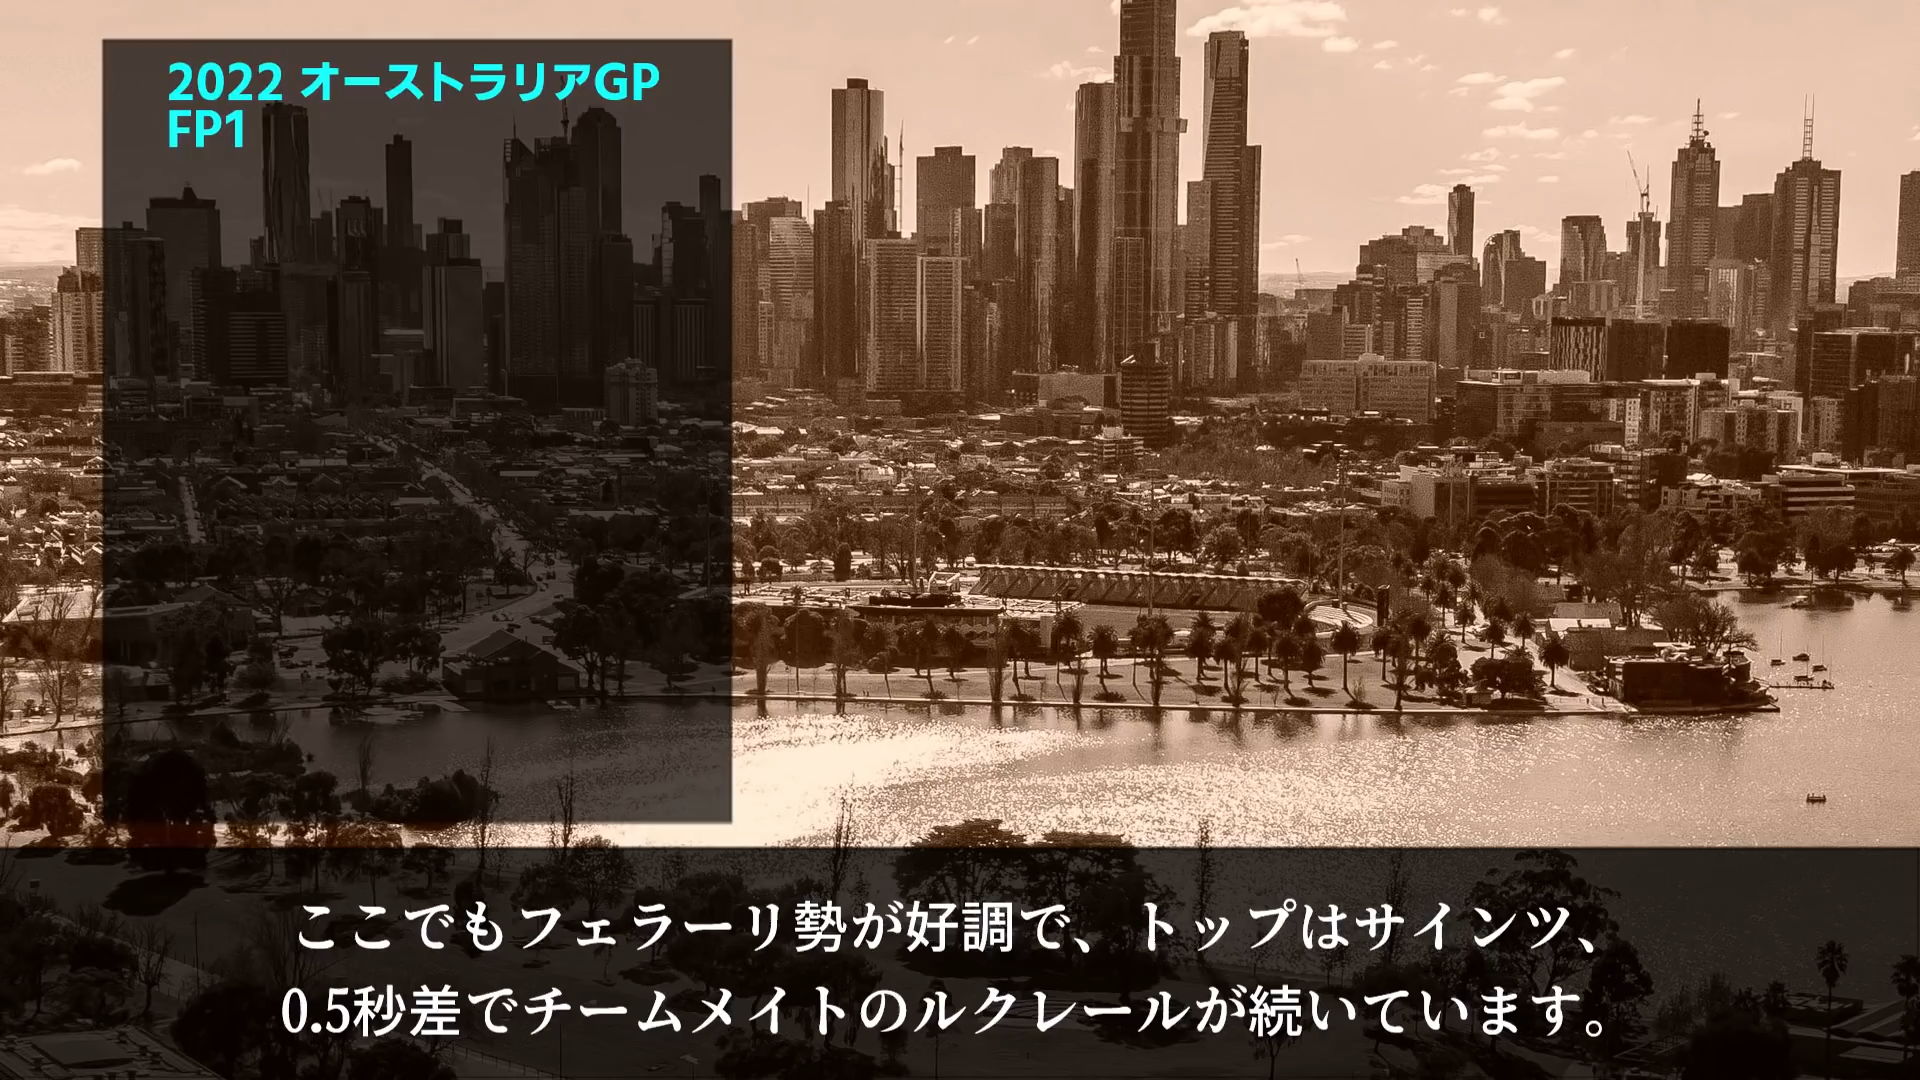 2022 オーストラリアGP
FP1
ここでもフェラーリ勢が好調で、トップはサインツ、
0.5秒差でチームメイトのルクレールが続いています。